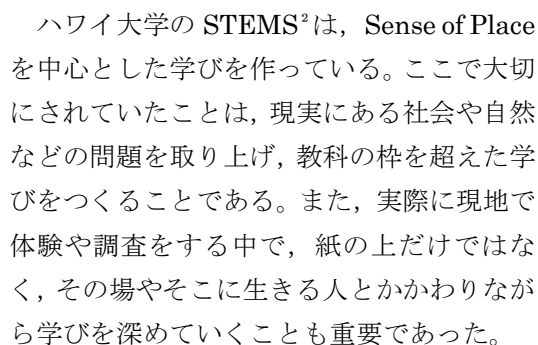 ハワイ大学の STEMS²は，Sense of Place
を中心とした学びを作っている。ここで大切
にされていたことは，現実にある社会や自然
などの問題を取り上げ，教科の枠を超えた学
びをつくることである。また，実際に現地で
体験や調査をする中で，紙の上だけではな
く，その場やそこに生きる人とかかわりなが
ら学びを深めていくことも重要であった。